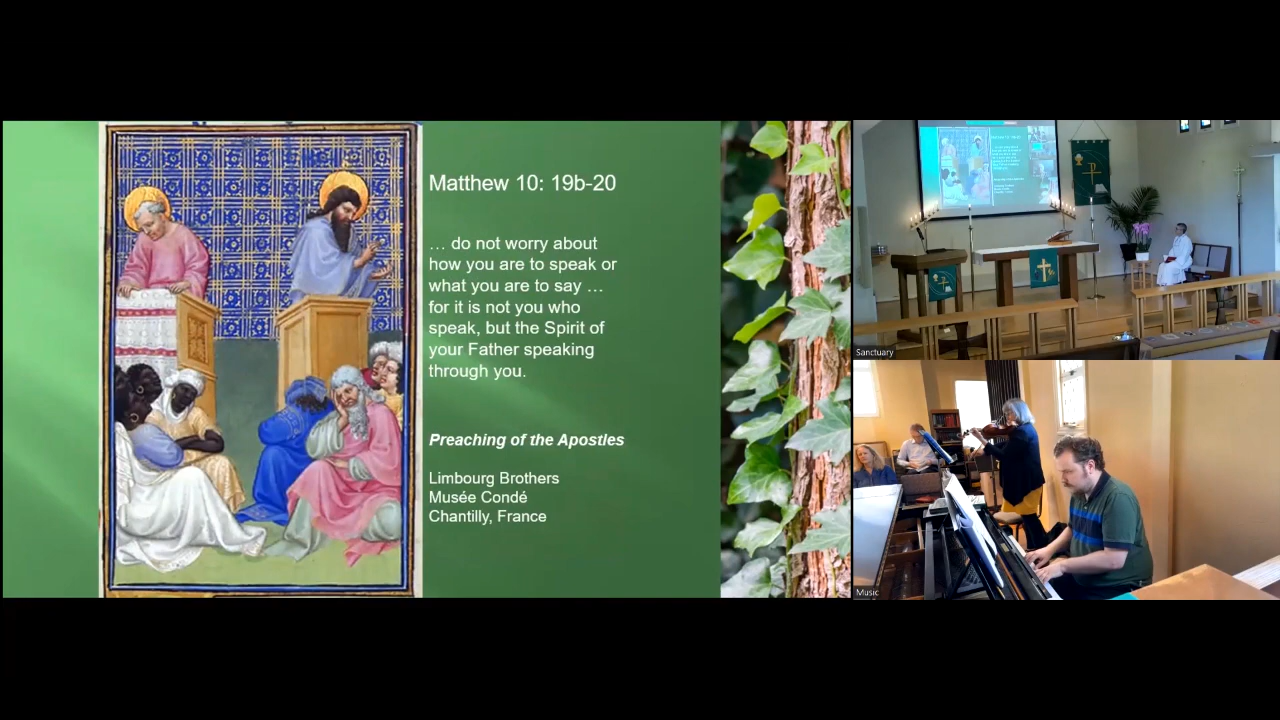 Matthew 10: 19b-20
… do not worry about
how you are to speak or
what you are to say …
for it is not you who
speak, but the Spirit of
your Father speaking
through you.
Preaching of the Apostles
Limbourg Brothers
Musée Condé
Chantilly, France
Sanctuary
Music